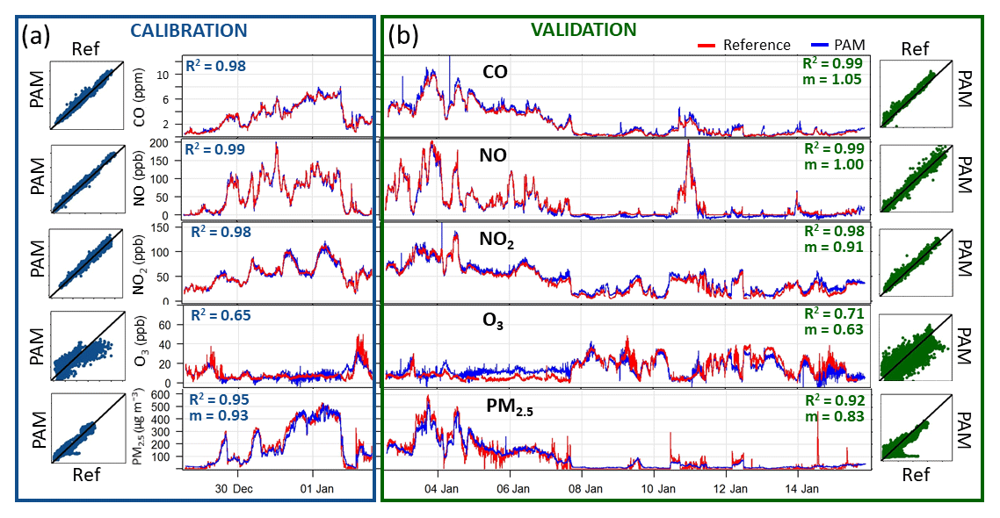 (a)
CALIBRATION
(b)
VALIDATION
Reference
PAM
Ref
Ref
PAM
CO (ppm)
10
6
2
R² = 0.98
CO
R² = 0.99
m = 1.05
PAM
PAM
NO (ppb)
200
150
100
50
0
R² = 0.99
NO
R² = 0.99
m = 1.00
PAM
PAM
NO₂ (ppb)
150
100
50
0
R² = 0.98
NO₂
R² = 0.98
m = 0.91
PAM
PAM
O₃ (ppb)
60
40
20
0
R² = 0.65
O₃
R² = 0.71
m = 0.63
PAM
PAM
PM₂.₅ (µg m⁻³)
600
500
400
300
200
100
R² = 0.95
m = 0.93
PM₂.₅
R² = 0.92
m = 0.83
PAM
Ref
Ref
30 Dec
01 Jan
04 Jan
06 Jan
08 Jan
10 Jan
12 Jan
14 Jan